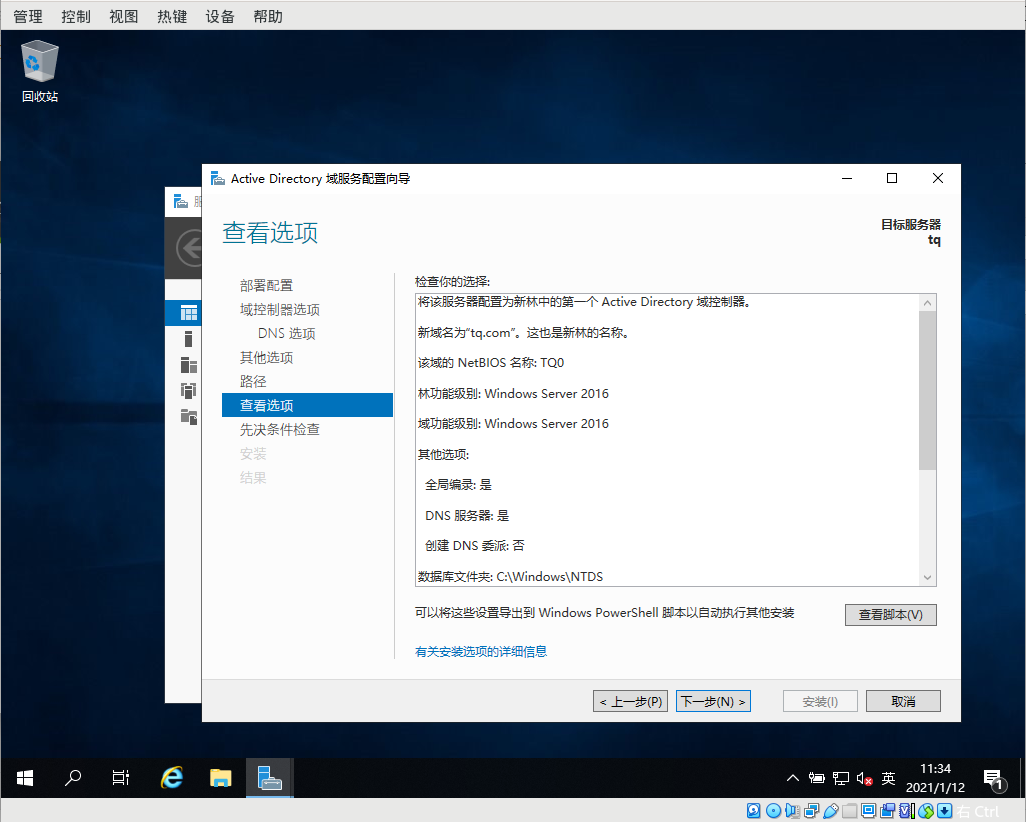 管理 控制 视图 热键 设备 帮助
回收站
Active Directory 域服务配置向导
查看选项
目标服务器
tq
部署配置
域控制器选项
DNS 选项
其他选项
路径
查看选项
先决条件检查
安装
结果
检查你的选择:
将该服务器配置为新林中的第一个 Active Directory 域控制器。
新域名为“tq.com”。这也是新林的名称。
该域的 NetBIOS 名称: TQ0
林功能级别: Windows Server 2016
域功能级别: Windows Server 2016
其他选项:
全局编录: 是
DNS 服务器: 是
创建 DNS 委派: 否
数据库文件夹: C:\Windows\NTDS
可以将这些设置导出到 Windows PowerShell 脚本以自动执行其他安装
查看脚本(V)
有关安装选项的详细信息
< 上一步(P) 下一步(N) > 安装(I) 取消
英
11:34
2021/1/12
1
右 Ctrl